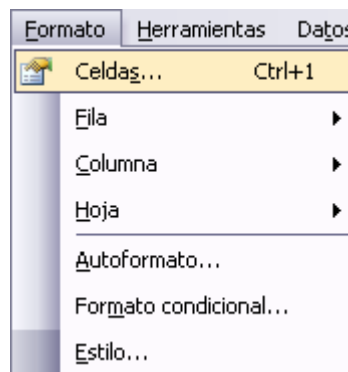 Formato Herramientas Datos
Celdas... Ctrl+1
Fila
Columna
Hoja
Autoformato...
Formato condicional...
Estilo...